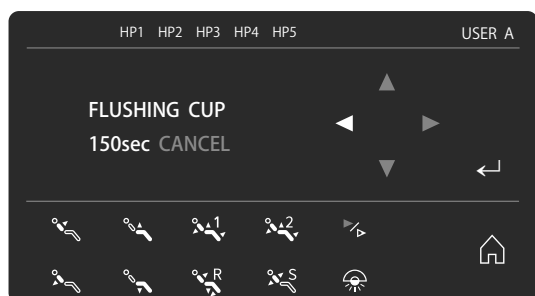 HP1 HP2 HP3 HP4 HP5 USER A
FLUSHING CUP
150sec CANCEL
1 2
R S